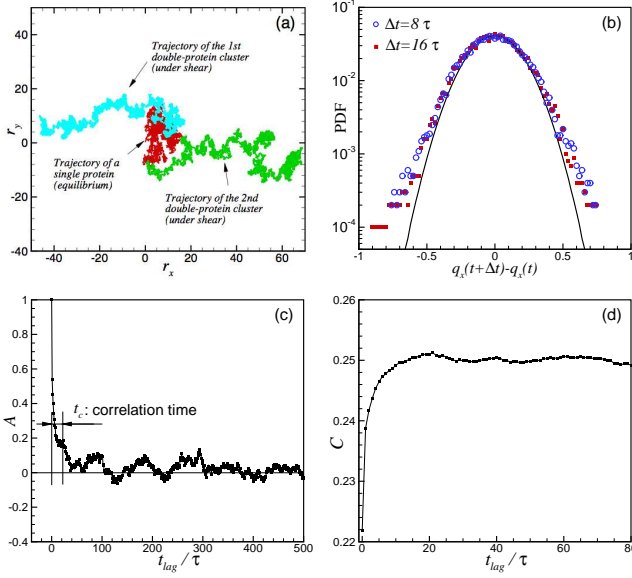 (a)
Trajectory of the 1st
double-protein cluster
(under shear)
Trajectory of a
single protein
(equilibrium)
Trajectory of the 2nd
double-protein cluster
(under shear)
40
20
0
-20
-40
r_y
-40 -20 0 20 40 60
r_x
(b)
Δt=8 τ
Δt=16 τ
PDF
10^-1
10^-2
10^-3
10^-4
-1 -0.5 0 0.5 1
q_x(t+Δt)-q_x(t)
(c)
t_c: correlation time
A
1
0.8
0.6
0.4
0.2
0
-0.2
-0.4
0 100 200 300 400 500
t_lag/τ
(d)
C
0.26
0.25
0.24
0.23
0.22
0 20 40 60 80
t_lag/τ